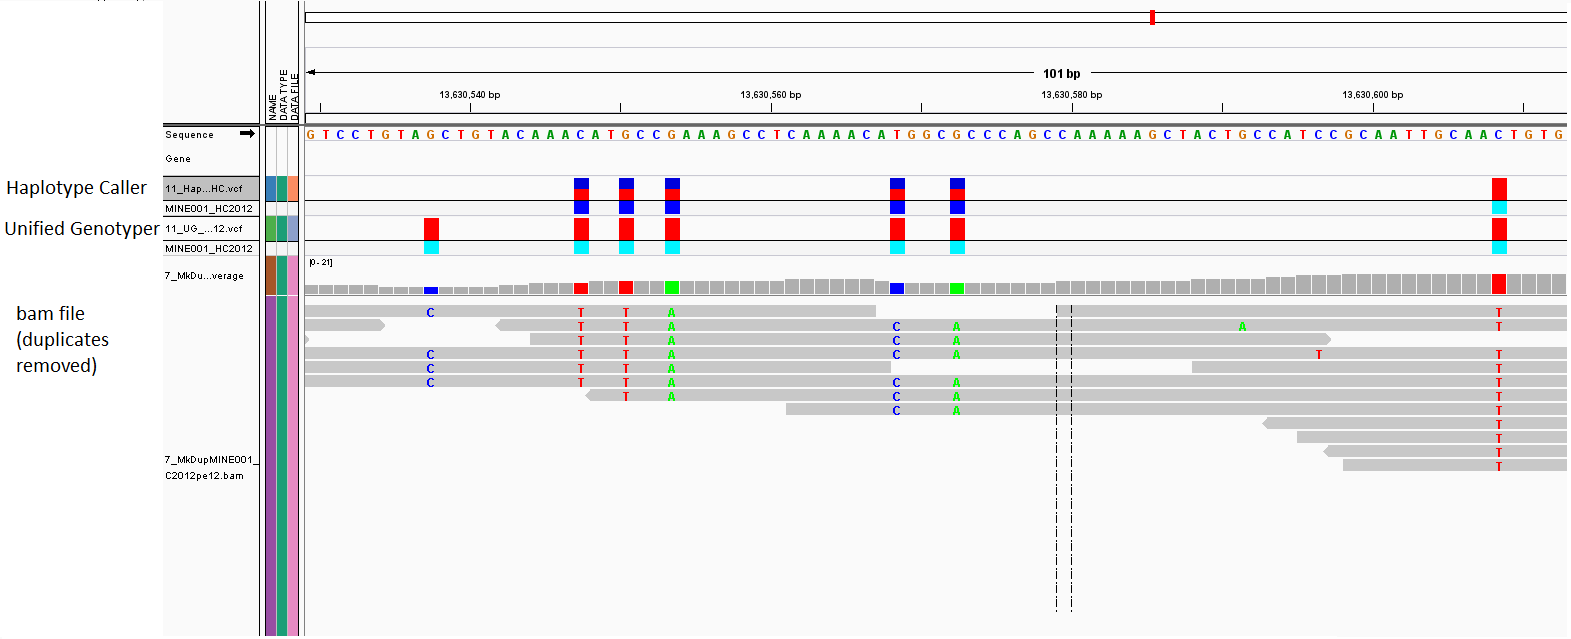 101 bp
13,630,540 bp 13,630,560 bp 13,630,580 bp 13,630,600 bp
NAME
DATA TYPE
DATA FILE
Sequence
G T C C T G T A G C T G T A C A A A C A T G C C G A A A G C C T C A A A A C A T G G C G C C C A G C C A A A A A G C T A C T G C C A T C C G C A A T T G C A A C T G T G
Gene
Haplotype Caller
11_Hap...HC.vcf
MINE001_HC2012
Unified Genotyper
11_UG_...12.vcf
MINE001_HC2012
[0 - 21]
7_MkDu...verage
bam file
(duplicates
removed)
C T T A T
T T A C A A T
T T A C A
C T T A C A T T
C T T A T
C T T A C A T
T A C A T
C A T
T
T
T
T
7_MkDupMINE001_
C2012pe12.bam